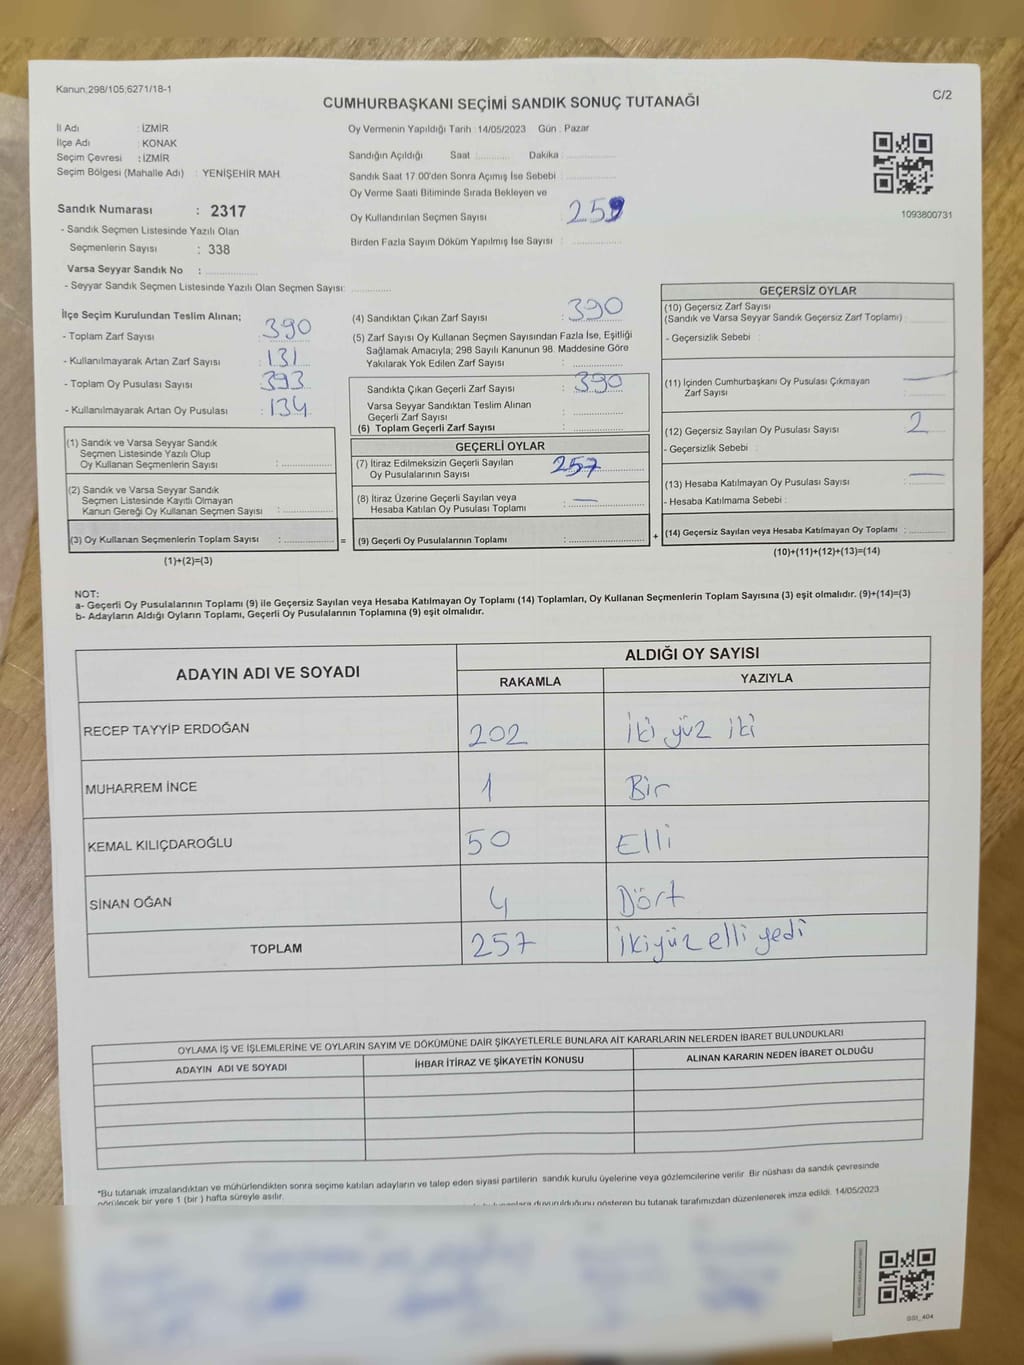 Kanun;298/105;6271/18-1
CUMHURBAŞKANI SEÇİMİ SANDIK SONUÇ TUTANAĞI
C/2
İl Adı : İZMİR
İlçe Adı : KONAK
Seçim Çevresi : İZMİR
Seçim Bölgesi (Mahalle Adı) : YENİŞEHİR MAH
Sandık Numarası : 2317
- Sandık Seçmen Listesinde Yazılı Olan
Seçmenlerin Sayısı : 338
Varsa Seyyar Sandık No :
- Seyyar Sandık Seçmen Listesinde Yazılı Olan Seçmen Sayısı:
Oy Vermenin Yapıldığı Tarih : 14/05/2023 Gün : Pazar
Sandığın Açıldığı Saat Dakika
Sandık Saat 17:00'den Sonra Açımış İse Sebebi :
Oy Verme Saati Bitiminde Sırada Bekleyen ve
Oy Kullandırılan Seçmen Sayısı : 259
Birden Fazla Sayım Döküm Yapılmış İse Sayısı :
1093800731
İlçe Seçim Kurulundan Teslim Alınan;
- Toplam Zarf Sayısı : 390
- Kullanılmayarak Artan Zarf Sayısı : 131
- Toplam Oy Pusulası Sayısı : 393
- Kullanılmayarak Artan Oy Pusulası : 134
(1) Sandık ve Varsa Seyyar Sandık
Seçmen Listesinde Yazılı Olup
Oy Kullanan Seçmenlerin Sayısı :
(2) Sandık ve Varsa Seyyar Sandık
Seçmen Listesinde Kayıtlı Olmayan
Kanun Gereği Oy Kullanan Seçmen Sayısı :
(3) Oy Kullanan Seçmenlerin Toplam Sayısı : =
(1)+(2)=(3)
(4) Sandıktan Çıkan Zarf Sayısı : 390
(5) Zarf Sayısı Oy Kullanan Seçmen Sayısından Fazla İse, Eşitliği
Sağlamak Amacıyla; 298 Sayılı Kanunun 98. Maddesine Göre
Yakılarak Yok Edilen Zarf Sayısı :
Sandıkta Çıkan Geçerli Zarf Sayısı : 390
Varsa Seyyar Sandıktan Teslim Alınan
Geçerli Zarf Sayısı :
(6) Toplam Geçerli Zarf Sayısı :
GEÇERLİ OYLAR
(7) İtiraz Edilmeksizin Geçerli Sayılan
Oy Pusulalarının Sayısı : 257
(8) İtiraz Üzerine Geçerli Sayılan veya
Hesaba Katılan Oy Pusulası Toplamı : —
(9) Geçerli Oy Pusulalarının Toplamı : +
GEÇERSİZ OYLAR
(10) Geçersiz Zarf Sayısı
(Sandık ve Varsa Seyyar Sandık Geçersiz Zarf Toplamı) :
- Geçersizlik Sebebi :
(11) İçinden Cumhurbaşkanı Oy Pusulası Çıkmayan
Zarf Sayısı : —
(12) Geçersiz Sayılan Oy Pusulası Sayısı : 2
- Geçersizlik Sebebi :
(13) Hesaba Katılmayan Oy Pusulası Sayısı : —
- Hesaba Katılmama Sebebi :
(14) Geçersiz Sayılan veya Hesaba Katılmayan Oy Toplamı :
(10)+(11)+(12)+(13)=(14)
NOT:
a- Geçerli Oy Pusulalarının Toplamı (9) ile Geçersiz Sayılan veya Hesaba Katılmayan Oy Toplamı (14) Toplamları, Oy Kullanan Seçmenlerin Toplam Sayısına (3) eşit olmalıdır. (9)+(14)=(3)
b- Adayların Aldığı Oyların Toplamı, Geçerli Oy Pusulalarının Toplamına (9) eşit olmalıdır.
ADAYIN ADI VE SOYADI ALDIĞI OY SAYISI
RAKAMLA YAZIYLA
RECEP TAYYİP ERDOĞAN 202 İki yüz iki
MUHARREM İNCE 1 Bir
KEMAL KILIÇDAROĞLU 50 Elli
SİNAN OĞAN 4 Dört
TOPLAM 257 İkiyüz elli yedi
OYLAMA İŞ VE İŞLEMLERİNE VE OYLARIN SAYIM VE DÖKÜMÜNE DAİR ŞİKAYETLERLE BUNLARA AİT KARARLARIN NELERDEN İBARET BULUNDUKLARI
ADAYIN ADI VE SOYADI İHBAR İTİRAZ VE ŞİKAYETİN KONUSU ALINAN KARARIN NEDEN İBARET OLDUĞU
*Bu tutanak imzalandıktan ve mühürlendikten sonra seçime katılan adayların ve talep eden siyasi partilerin sandık kurulu üyelerine veya gözlemcilerine verilir. Bir nüshası da sandık çevresinde
görülecek bir yere 1 (bir ) hafta süreyle asılır.
duyurulduğunu gösteren bu tutanak tarafımızdan düzenlenerek imza edildi. 14/05/2023
GSI_404